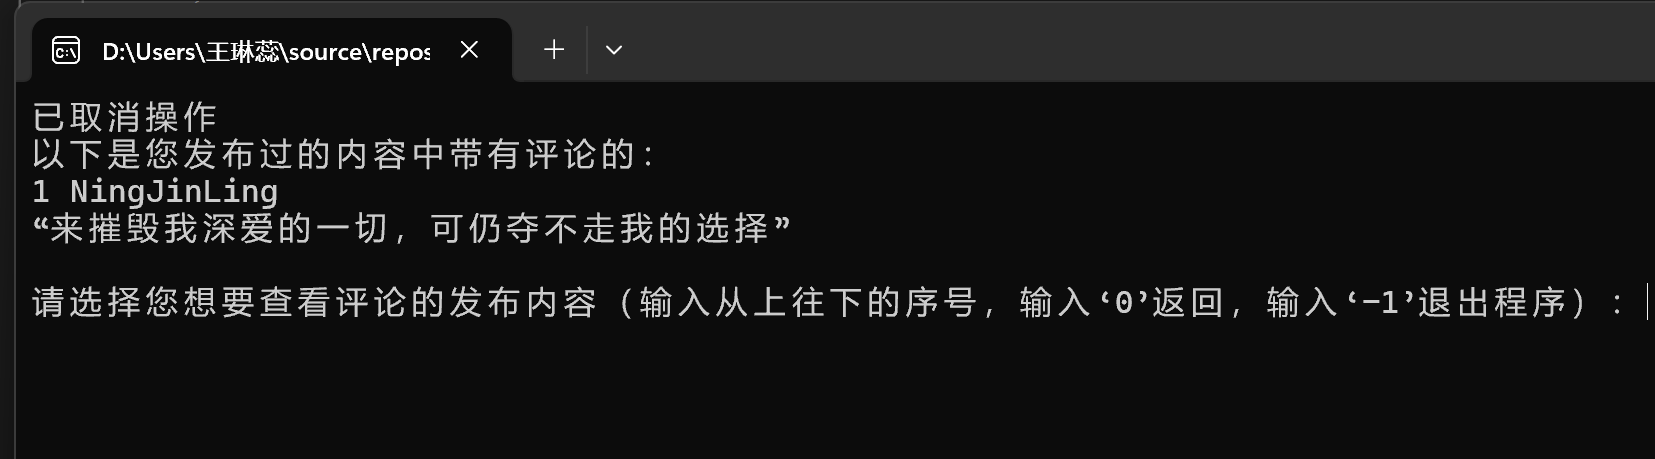 D:\Users\王琳蕊\source\repos
已取消操作
以下是您发布过的内容中带有评论的：
1 NingJinLing
“来摧毁我深爱的一切，可仍夺不走我的选择”
请选择您想要查看评论的发布内容（输入从上往下的序号，输入‘0’返回，输入‘-1’退出程序）：